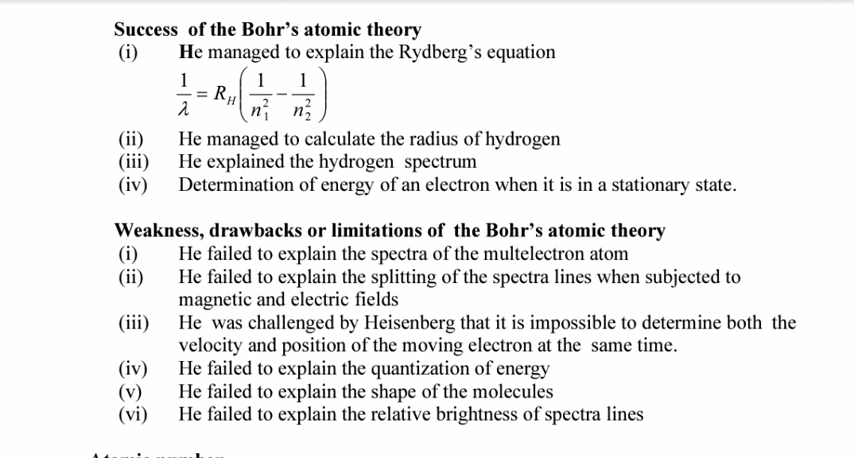 Success of the Bohr's atomic theory
(i) He managed to explain the Rydberg's equation
1/λ = R_H (1/n₁² − 1/n₂²)
(ii) He managed to calculate the radius of hydrogen
(iii) He explained the hydrogen spectrum
(iv) Determination of energy of an electron when it is in a stationary state.
Weakness, drawbacks or limitations of the Bohr's atomic theory
(i) He failed to explain the spectra of the multelectron atom
(ii) He failed to explain the splitting of the spectra lines when subjected to
magnetic and electric fields
(iii) He was challenged by Heisenberg that it is impossible to determine both the
velocity and position of the moving electron at the same time.
(iv) He failed to explain the quantization of energy
(v) He failed to explain the shape of the molecules
(vi) He failed to explain the relative brightness of spectra lines